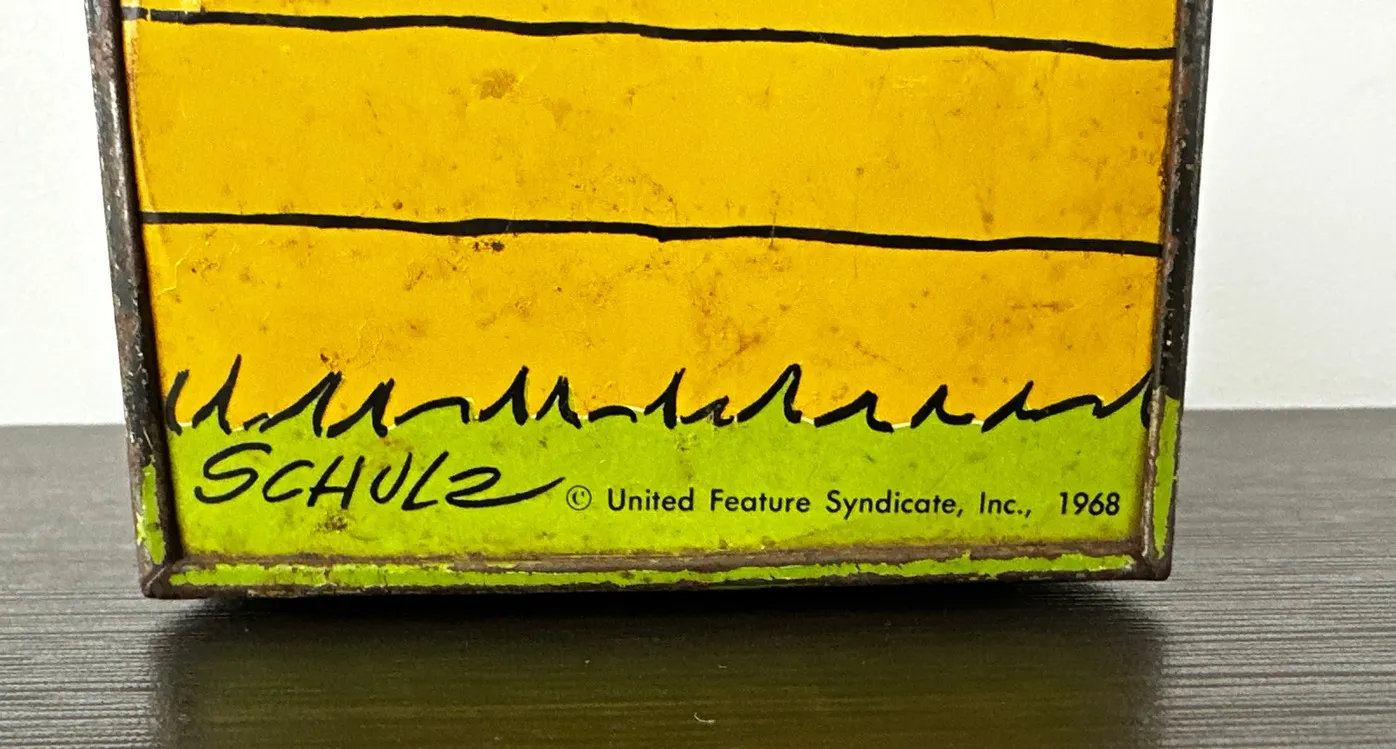 SCHULZ © United Feature Syndicate, Inc., 1968